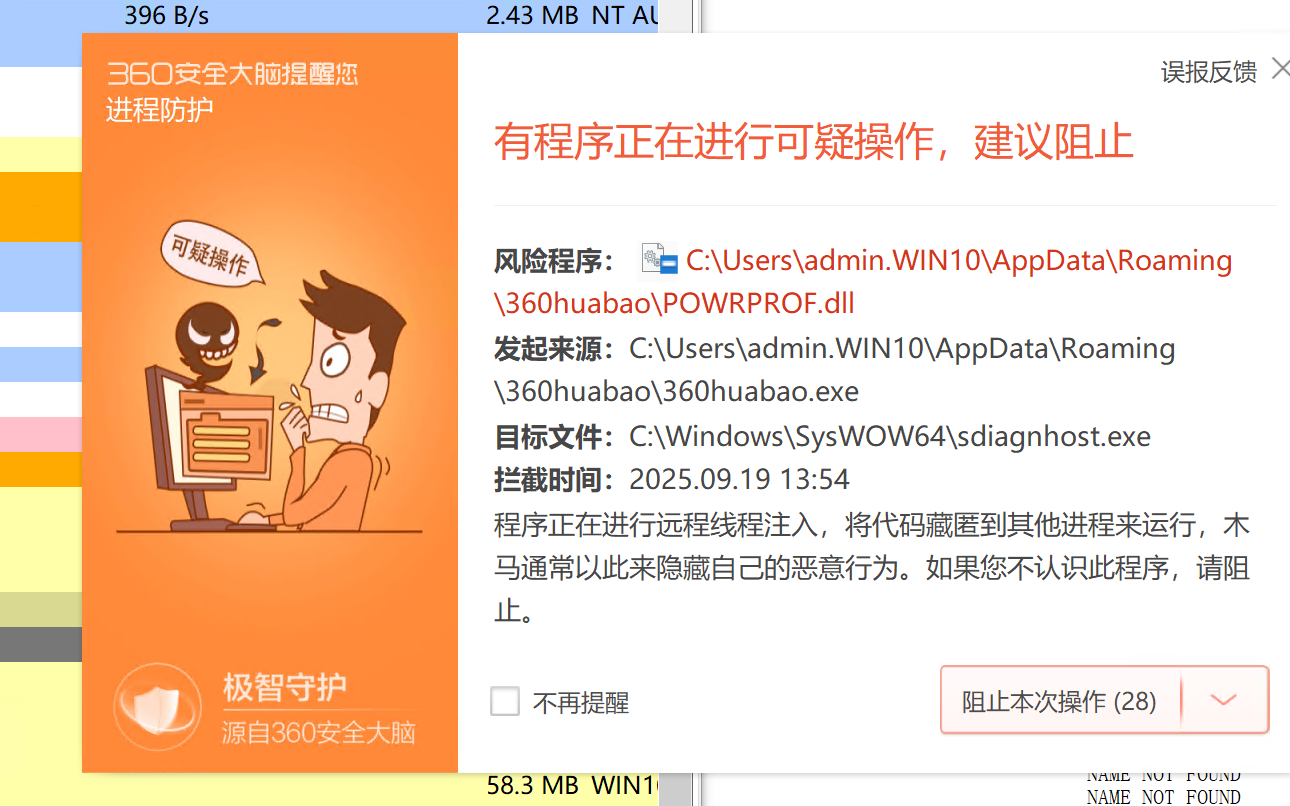 396 B/s
2.43 MB NT AU
360安全大脑提醒您
进程防护
误报反馈
有程序正在进行可疑操作，建议阻止
可疑操作
风险程序： C:\Users\admin.WIN10\AppData\Roaming
\360huabao\POWRPROF.dll
发起来源：C:\Users\admin.WIN10\AppData\Roaming
\360huabao\360huabao.exe
目标文件：C:\Windows\SysWOW64\sdiagnhost.exe
拦截时间：2025.09.19 13:54
程序正在进行远程线程注入，将代码藏匿到其他进程来运行，木
马通常以此来隐藏自己的恶意行为。如果您不认识此程序，请阻
止。
极智守护
源自360安全大脑
不再提醒
阻止本次操作 (28)
58.3 MB WIN10
NAME NOT FOUND
NAME NOT FOUND